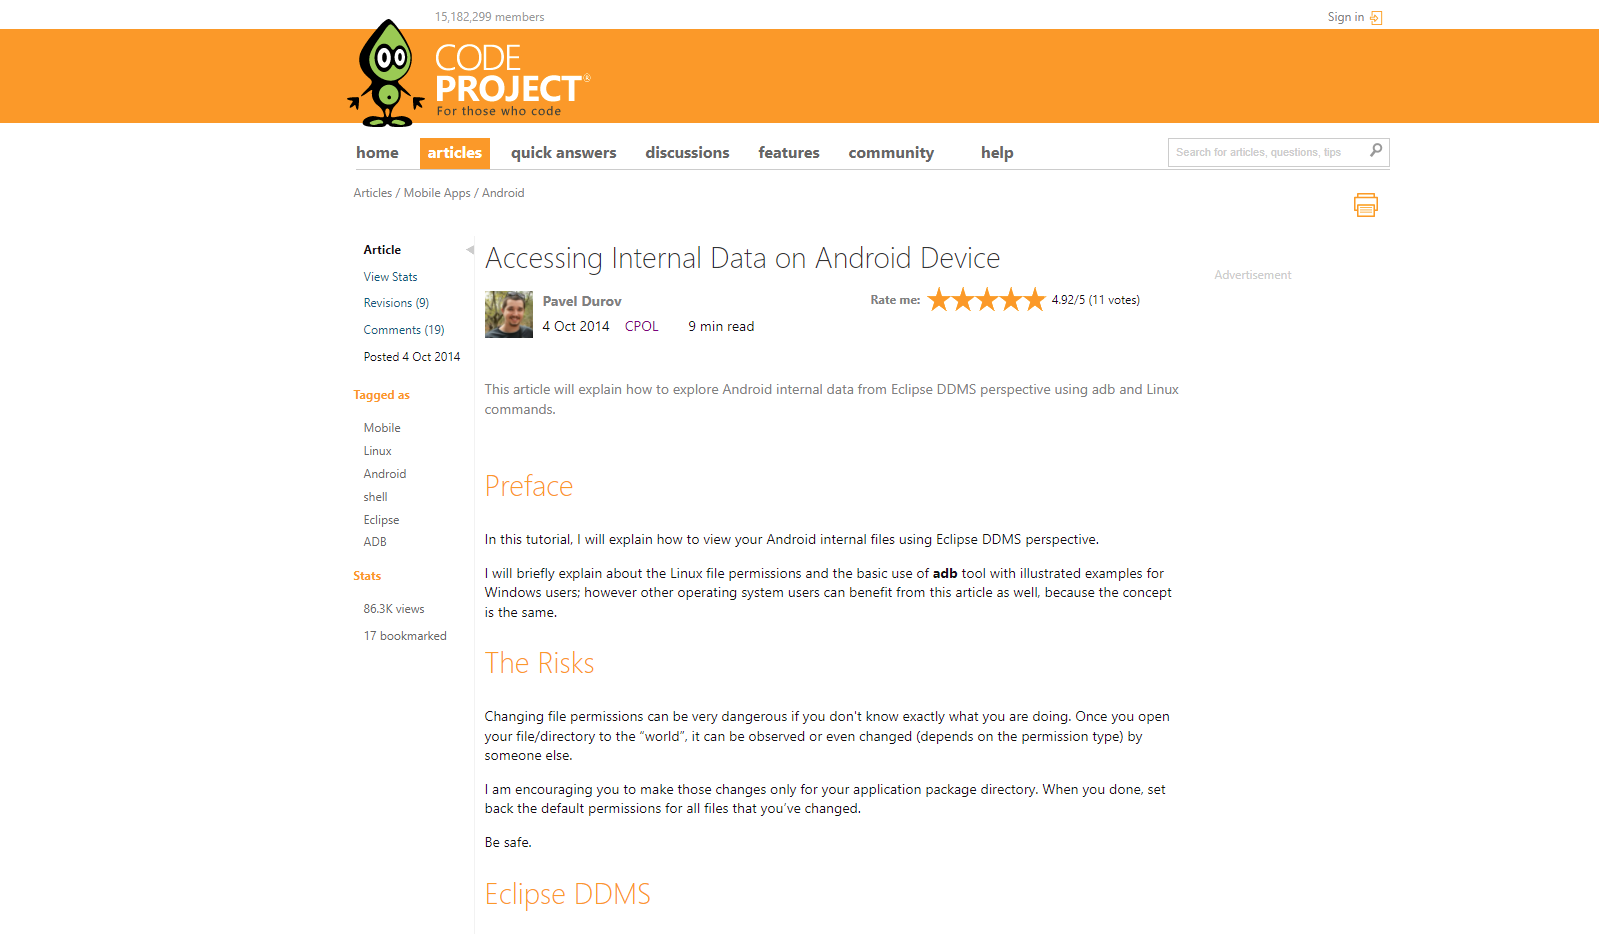 15,182,299 members
Sign in
CODE
PROJECT®
For those who code
home articles quick answers discussions features community help
Search for articles, questions, tips
Articles / Mobile Apps / Android
Article
View Stats
Revisions (9)
Comments (19)
Posted 4 Oct 2014
Tagged as
Mobile
Linux
Android
shell
Eclipse
ADB
Stats
86.3K views
17 bookmarked
Accessing Internal Data on Android Device
Pavel Durov
4 Oct 2014 CPOL 9 min read
Rate me: 4.92/5 (11 votes)
This article will explain how to explore Android internal data from Eclipse DDMS perspective using adb and Linux
commands.
Preface
In this tutorial, I will explain how to view your Android internal files using Eclipse DDMS perspective.
I will briefly explain about the Linux file permissions and the basic use of adb tool with illustrated examples for
Windows users; however other operating system users can benefit from this article as well, because the concept
is the same.
The Risks
Changing file permissions can be very dangerous if you don't know exactly what you are doing. Once you open
your file/directory to the “world”, it can be observed or even changed (depends on the permission type) by
someone else.
I am encouraging you to make those changes only for your application package directory. When you done, set
back the default permissions for all files that you’ve changed.
Be safe.
Eclipse DDMS
Advertisement